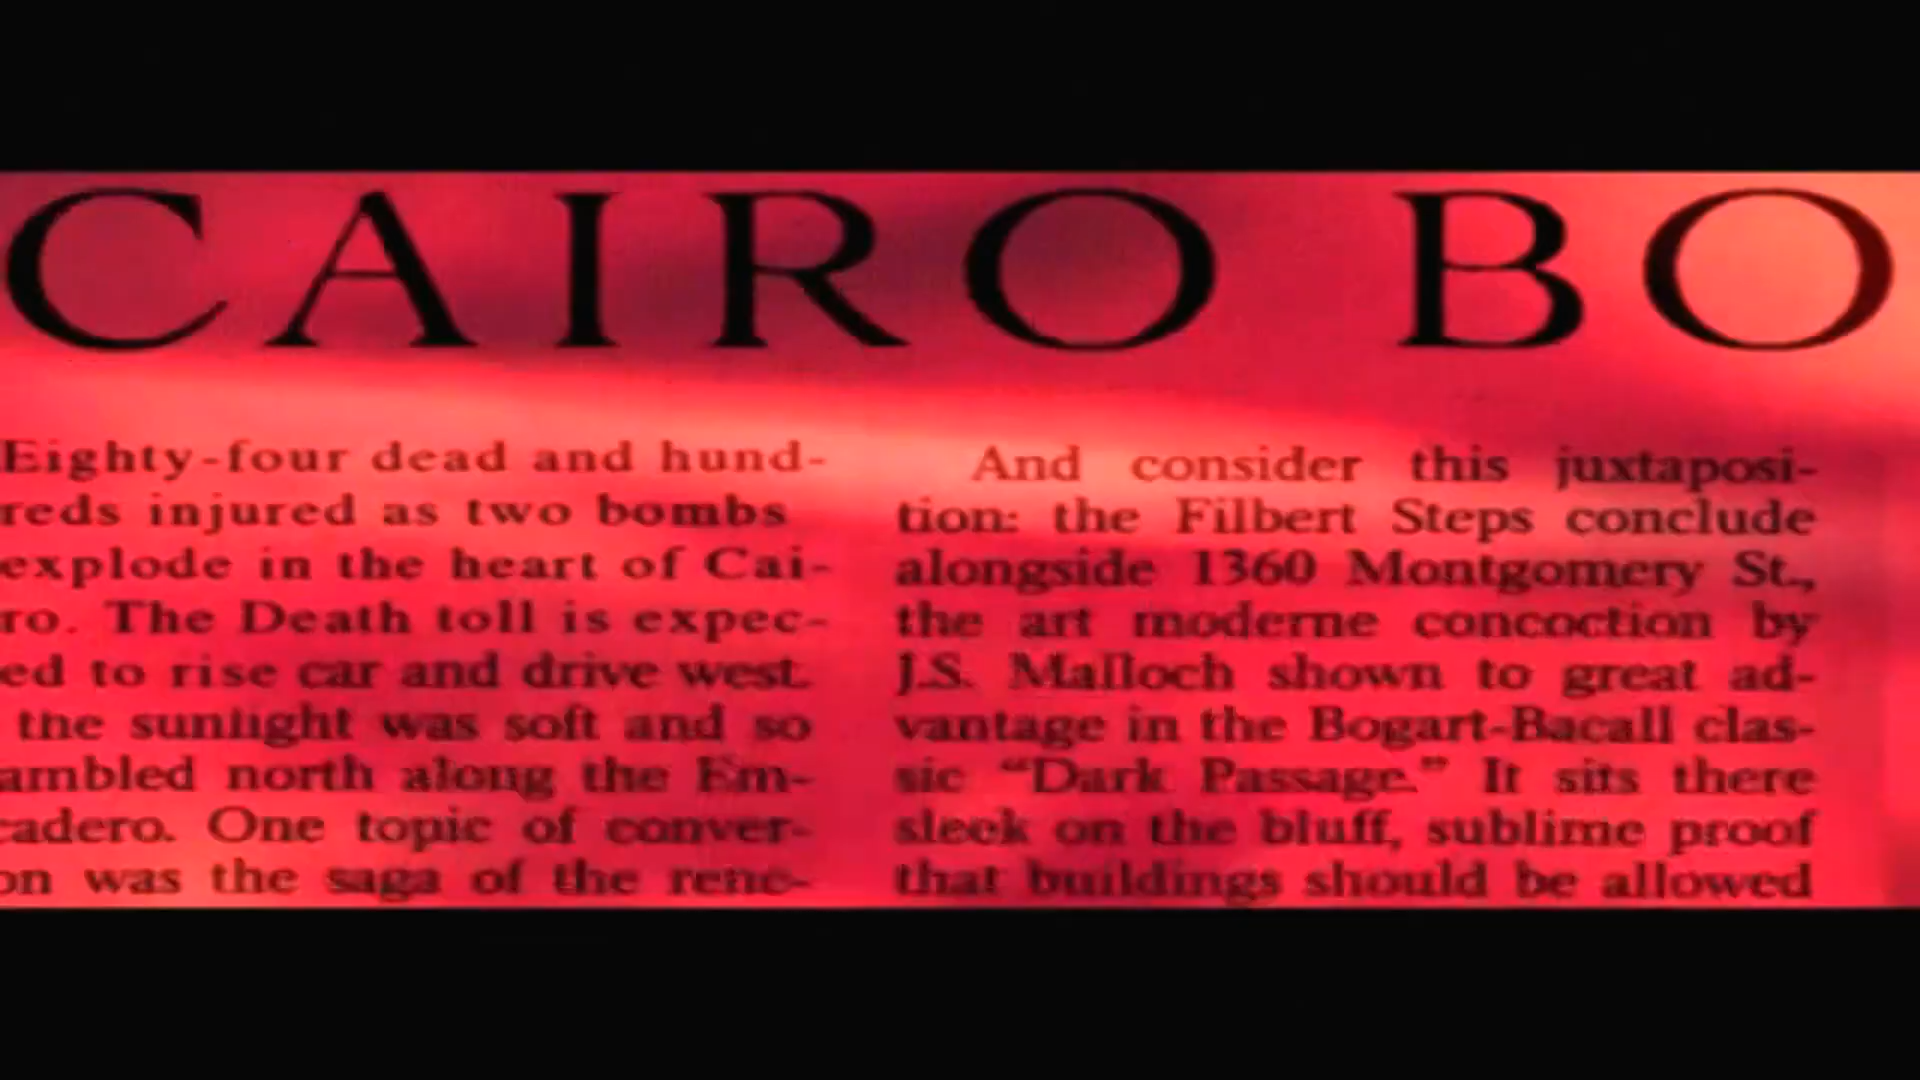 CAIRO BO
Eighty-four dead and hund-
reds injured as two bombs
explode in the heart of Cai-
ro. The Death toll is expec-
ed to rise car and drive west.
the sunlight was soft and so
ambled north along the Em-
cadero. One topic of conver-
on was the saga of the reno-
And consider this juxtaposi-
tion: the Filbert Steps conclude
alongside 1360 Montgomery St.,
the art moderne concoction by
J.S. Malloch shown to great ad-
vantage in the Bogart-Bacall clas-
sic “Dark Passage.” It sits there
sleek on the bluff, sublime proof
that buildings should be allowed